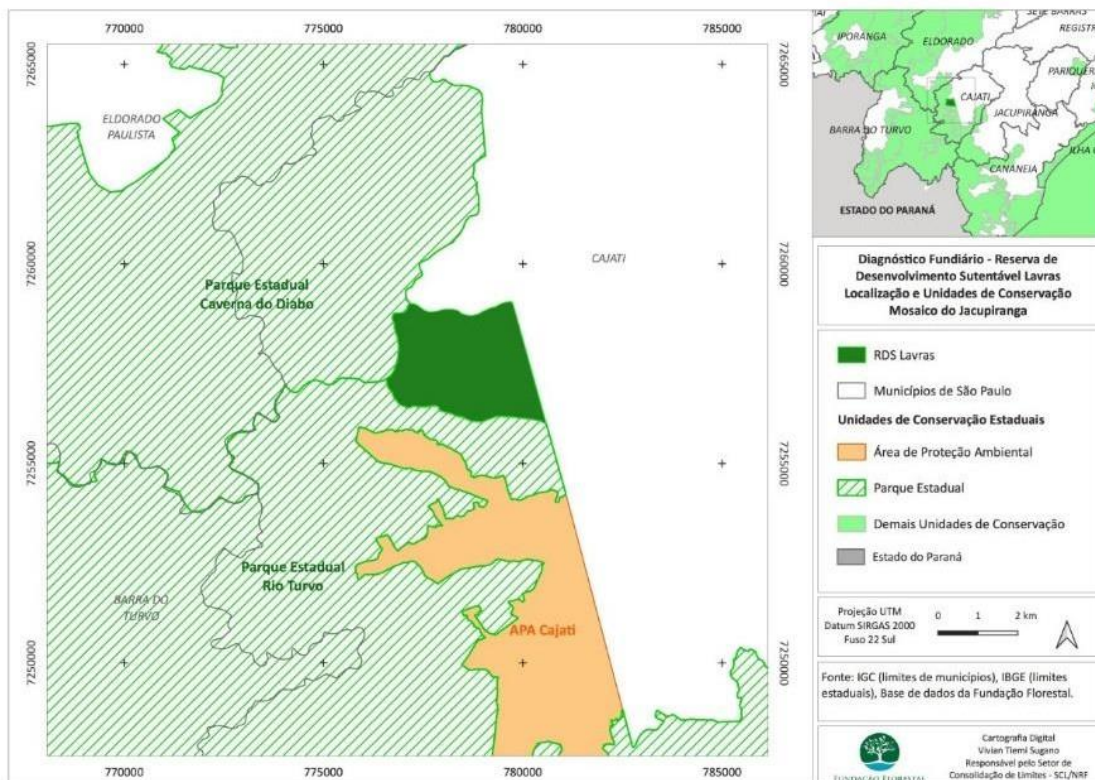 770000
775000
780000
785000
7265000
7265000
ELDORADO
PAULISTA
7260000
7260000
CAJATI
Parque Estadual
Caverna do Diabo
7255000
7255000
Parque Estadual
Rio Turvo
BARRA DO
TURVO
APA Cajati
7250000
7250000
770000
775000
780000
785000
SETE BARRAS
IPORANGA
ELDORADO
REGISTR
PARIQUERA
CAJATI
JACUPIRANGA
BARRA DO TURVO
ILHA
CANANEIA
ESTADO DO PARANÁ
Diagnóstico Fundiário - Reserva de
Desenvolvimento Sutentável Lavras
Localização e Unidades de Conservação
Mosaico do Jacupiranga
RDS Lavras
Municípios de São Paulo
Unidades de Conservação Estaduais
Área de Proteção Ambiental
Parque Estadual
Demais Unidades de Conservação
Estado do Paraná
Projeção UTM
Datum SIRGAS 2000
Fuso 22 Sul
0 1 2 km
Fonte: IGC (limites de municípios), IBGE (limites
estaduais), Base de dados da Fundação Florestal.
FUNDAÇÃO FLORESTAL
Cartografia Digital
Vivian Tiemi Sugano
Responsável pelo Setor de
Consolidação de Limites - SCL/NRF